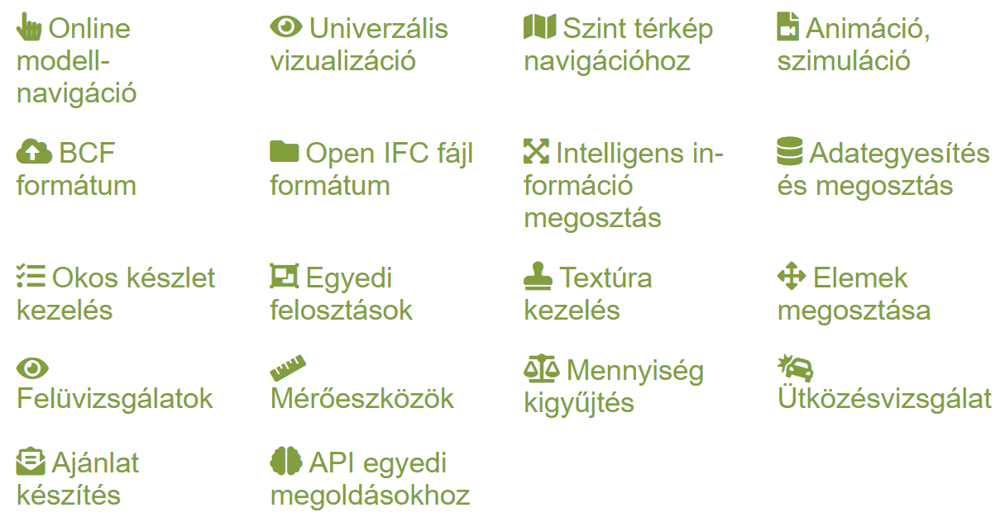 Online
modell-
navigáció
Univerzális
vizualizáció
Szint térkép
navigációhoz
Animáció,
szimuláció
BCF
formátum
Open IFC fájl
formátum
Intelligens in-
formáció
megosztás
Adategyesítés
és megosztás
Okos készlet
kezelés
Egyedi
felosztások
Textúra
kezelés
Elemek
megosztása
Felüvizsgálatok
Mérőeszközök
Mennyiség
kigyűjtés
Ütközésvizsgálat
Ajánlat
készítés
API egyedi
megoldásokhoz